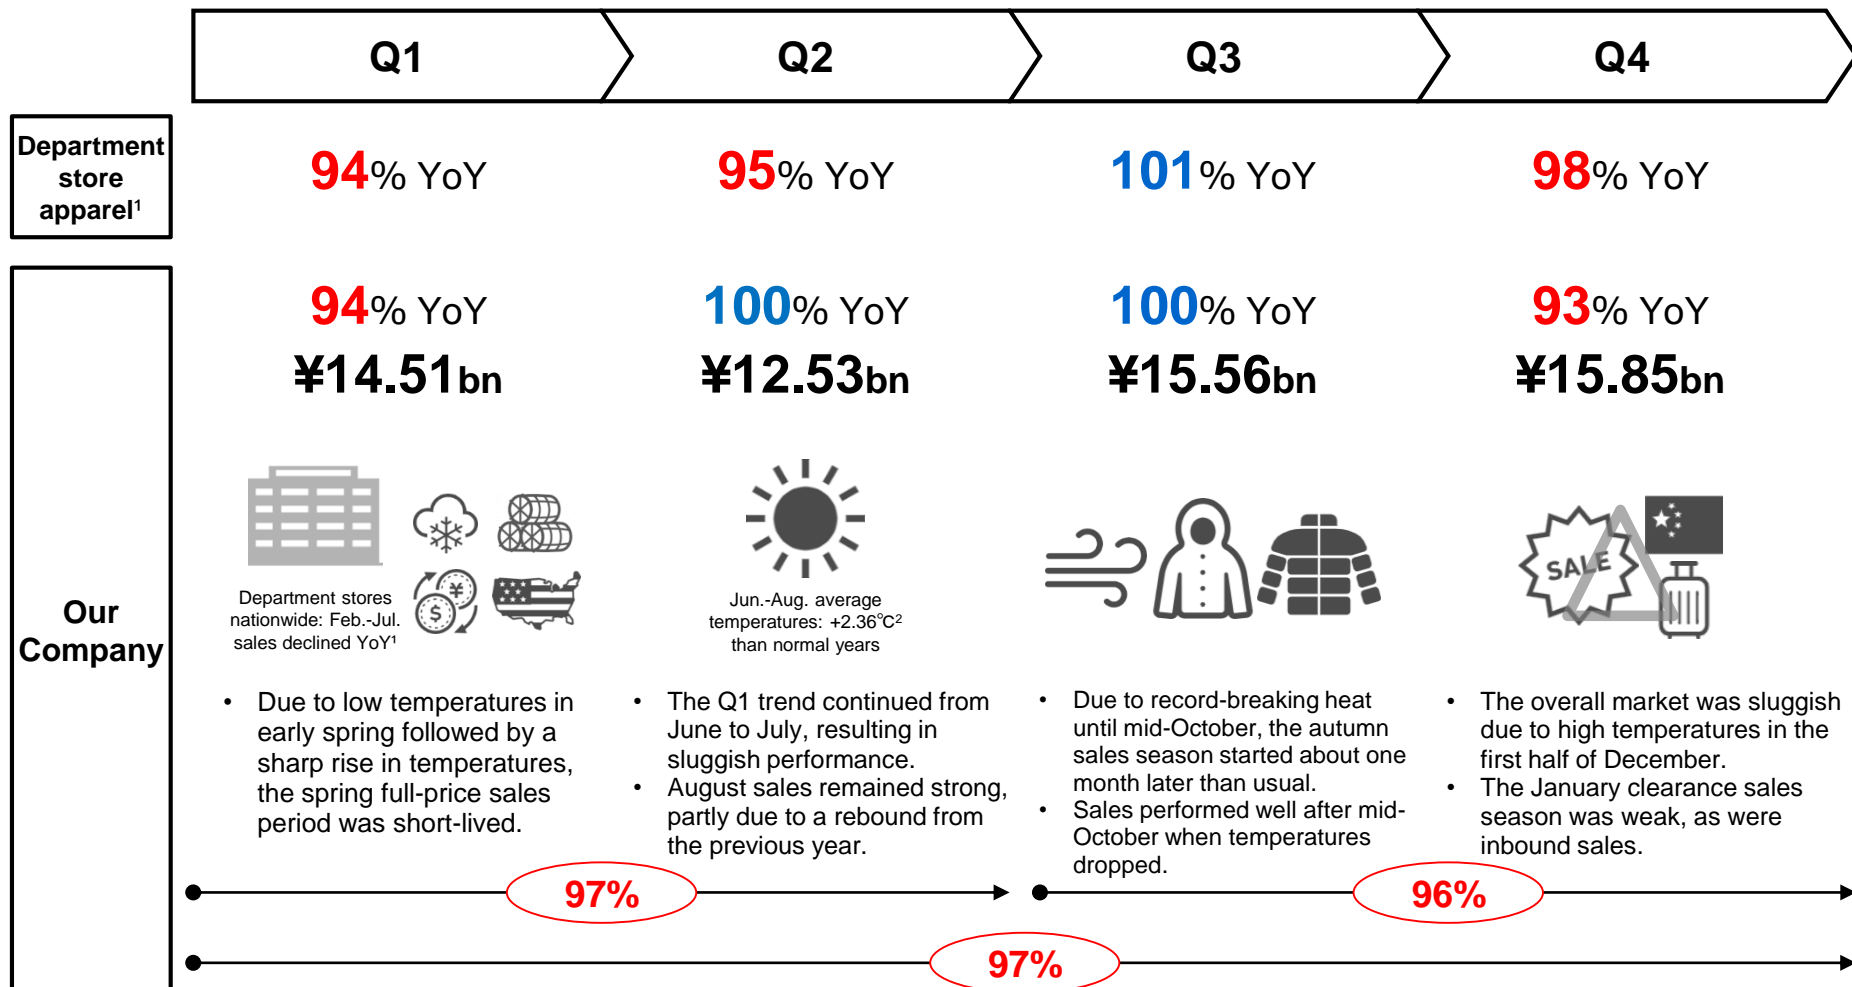 Q1
Q2
Q3
Q4
Department
store
apparel¹
94% YoY
95% YoY
101% YoY
98% YoY
Our
Company
94% YoY
¥14.51bn
100% YoY
¥12.53bn
100% YoY
¥15.56bn
93% YoY
¥15.85bn
Department stores
nationwide: Feb.-Jul.
sales declined YoY¹
¥
$
Jun.-Aug. average
temperatures: +2.36℃²
than normal years
SALE
• Due to low temperatures in
early spring followed by a
sharp rise in temperatures,
the spring full-price sales
period was short-lived.
• The Q1 trend continued from
June to July, resulting in
sluggish performance.
• August sales remained strong,
partly due to a rebound from
the previous year.
• Due to record-breaking heat
until mid-October, the autumn
sales season started about one
month later than usual.
• Sales performed well after mid-
October when temperatures
dropped.
• The overall market was sluggish
due to high temperatures in the
first half of December.
• The January clearance sales
season was weak, as were
inbound sales.
97%
96%
97%